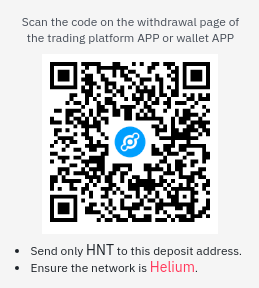 Scan the code on the withdrawal page of
the trading platform APP or wallet APP
• Send only HNT to this deposit address.
• Ensure the network is Helium.